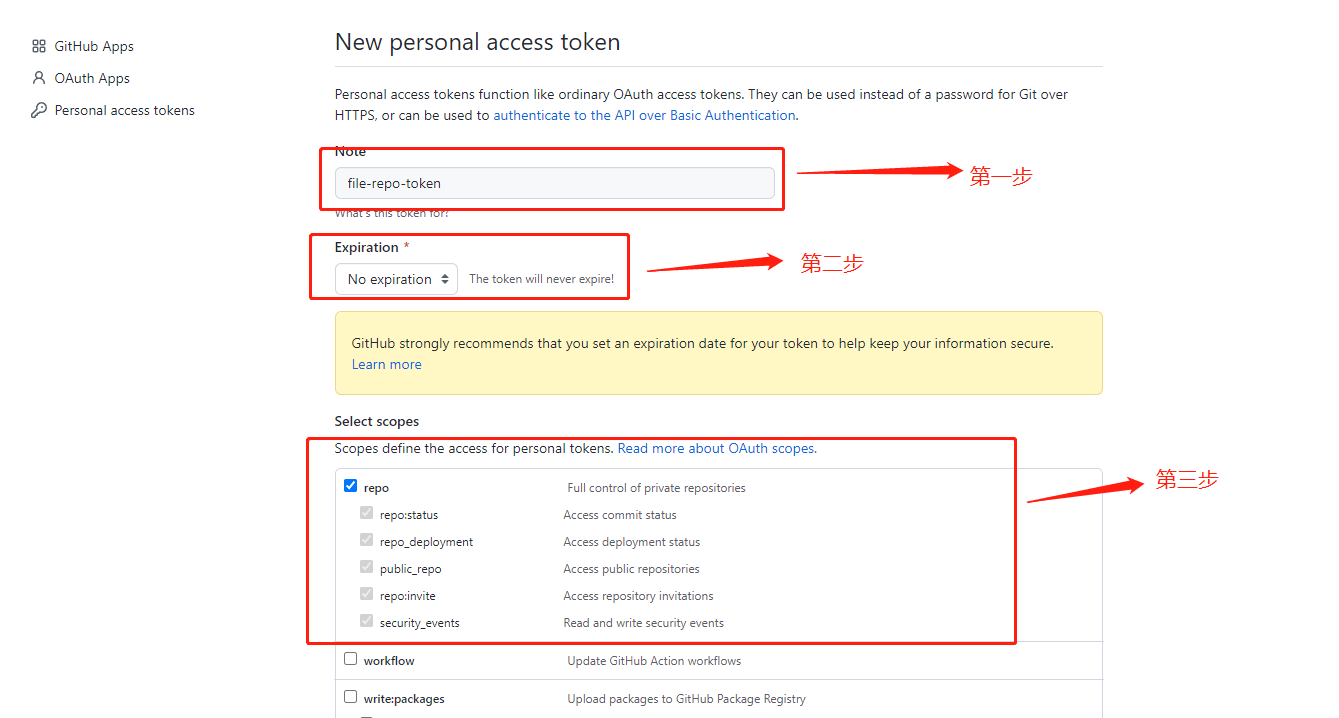 GitHub Apps
OAuth Apps
Personal access tokens
New personal access token
Personal access tokens function like ordinary OAuth access tokens. They can be used instead of a password for Git over
HTTPS, or can be used to authenticate to the API over Basic Authentication.
Note
file-repo-token
第一步
What's this token for?
Expiration *
No expiration The token will never expire!
第二步
GitHub strongly recommends that you set an expiration date for your token to help keep your information secure.
Learn more
Select scopes
Scopes define the access for personal tokens. Read more about OAuth scopes.
第三步
repo Full control of private repositories
repo:status Access commit status
repo_deployment Access deployment status
public_repo Access public repositories
repo:invite Access repository invitations
security_events Read and write security events
workflow Update GitHub Action workflows
write:packages Upload packages to GitHub Package Registry